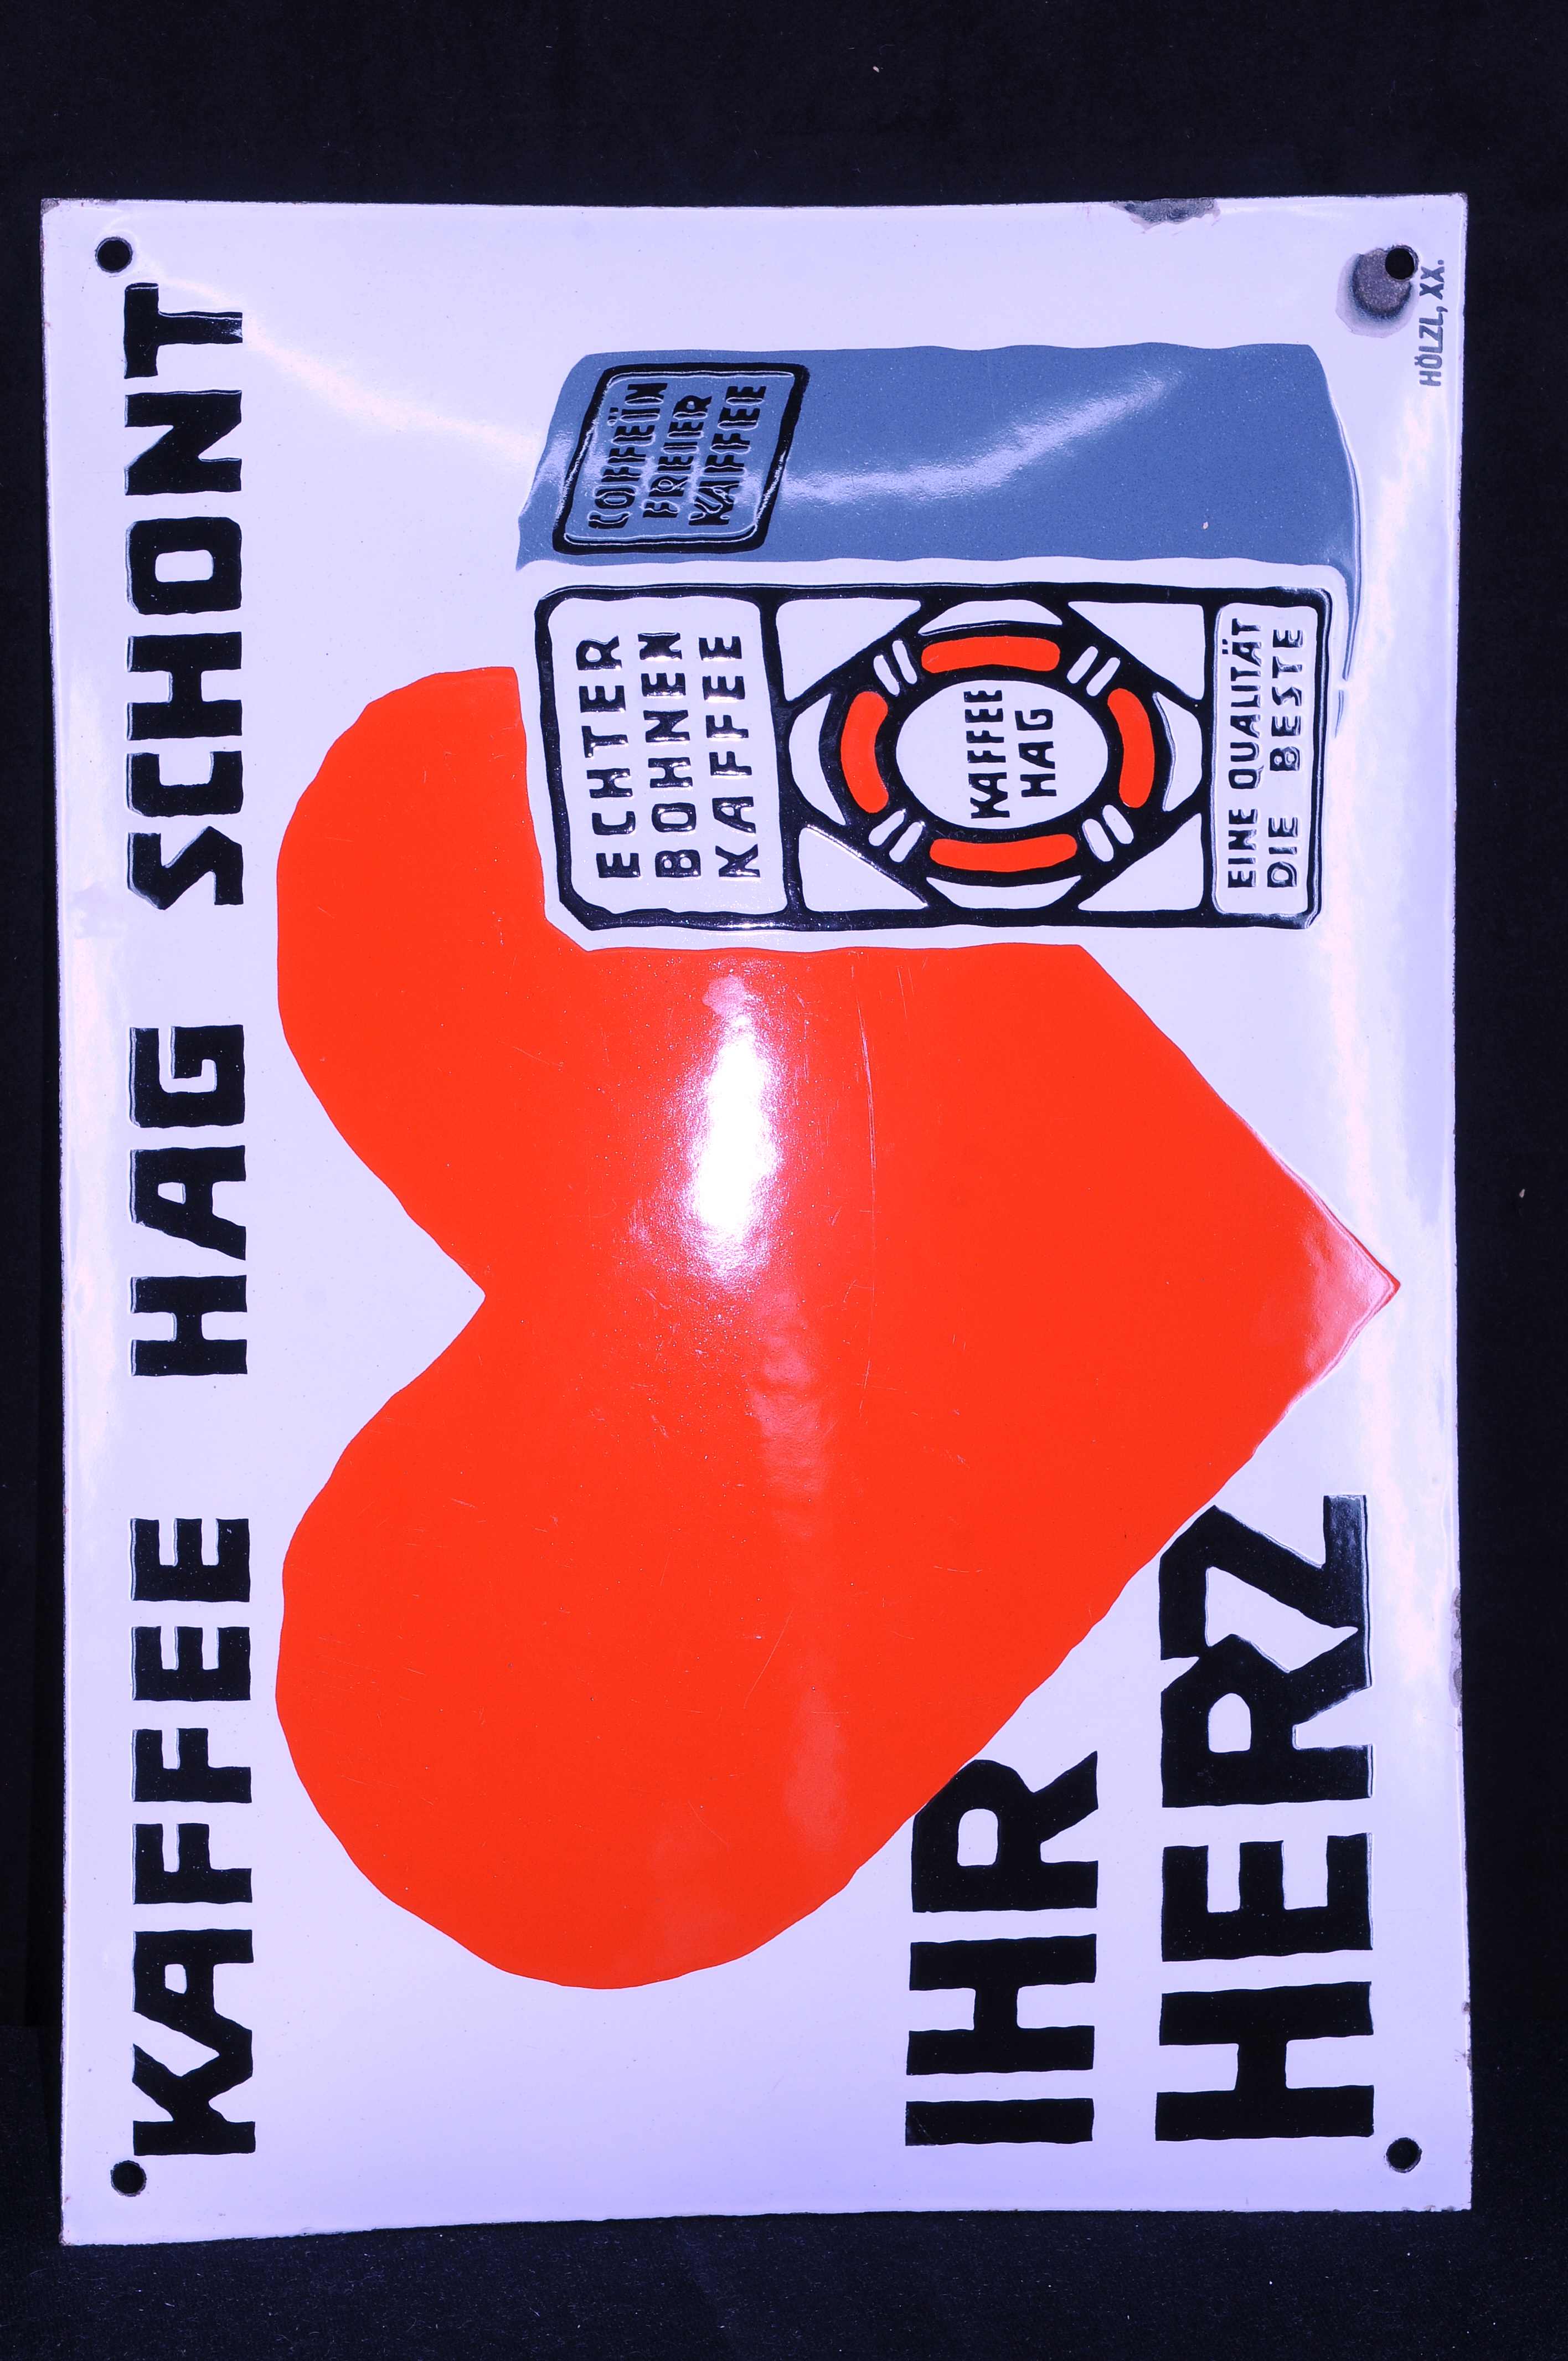 KAFFEE HAG SCHONT
ECHTER
BOHNEN
KAFFEE
KAFFEE
HAG
EINE QUALITÄT
DIE BESTE
COFFEÏN
FREIER
KAFFEE
IHR
HERZ
HÖLZL, XX.